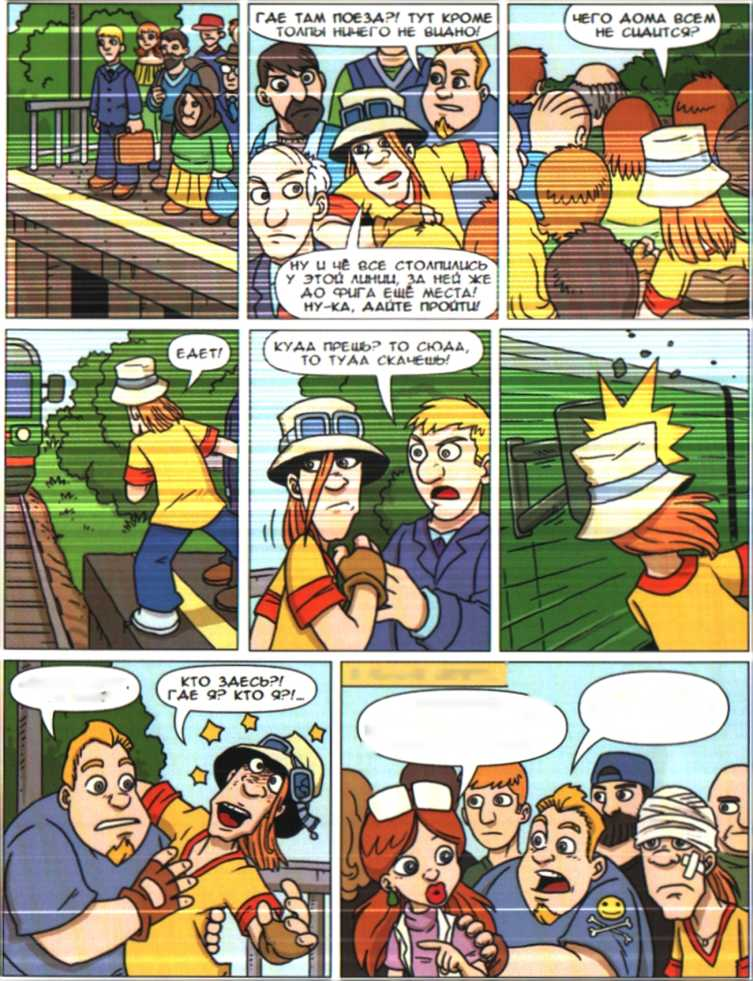 ГДЕ ТАМ ПОЕЗД?! ТУТ КРОМЕ
ТОЛПЫ НИЧЕГО НЕ ВИДНО!
НУ И ЧЁ ВСЕ СТОЛПИЛИСЬ
У ЭТОЙ ЛИНИИ, ЗА НЕЙ ЖЕ
ДО ФИГА ЕЩЁ МЕСТА!
НУ-КА, ДАЙТЕ ПРОЙТИ!
ЧЕГО ДОМА ВСЕМ
НЕ СИДИТСЯ?
ЕДЕТ!
КУДА ПРЕШЬ? ТО СЮДА,
ТО ТУДА СКАЧЕШЬ!
КТО ЗДЕСЬ?!
ГДЕ Я? КТО Я?!...